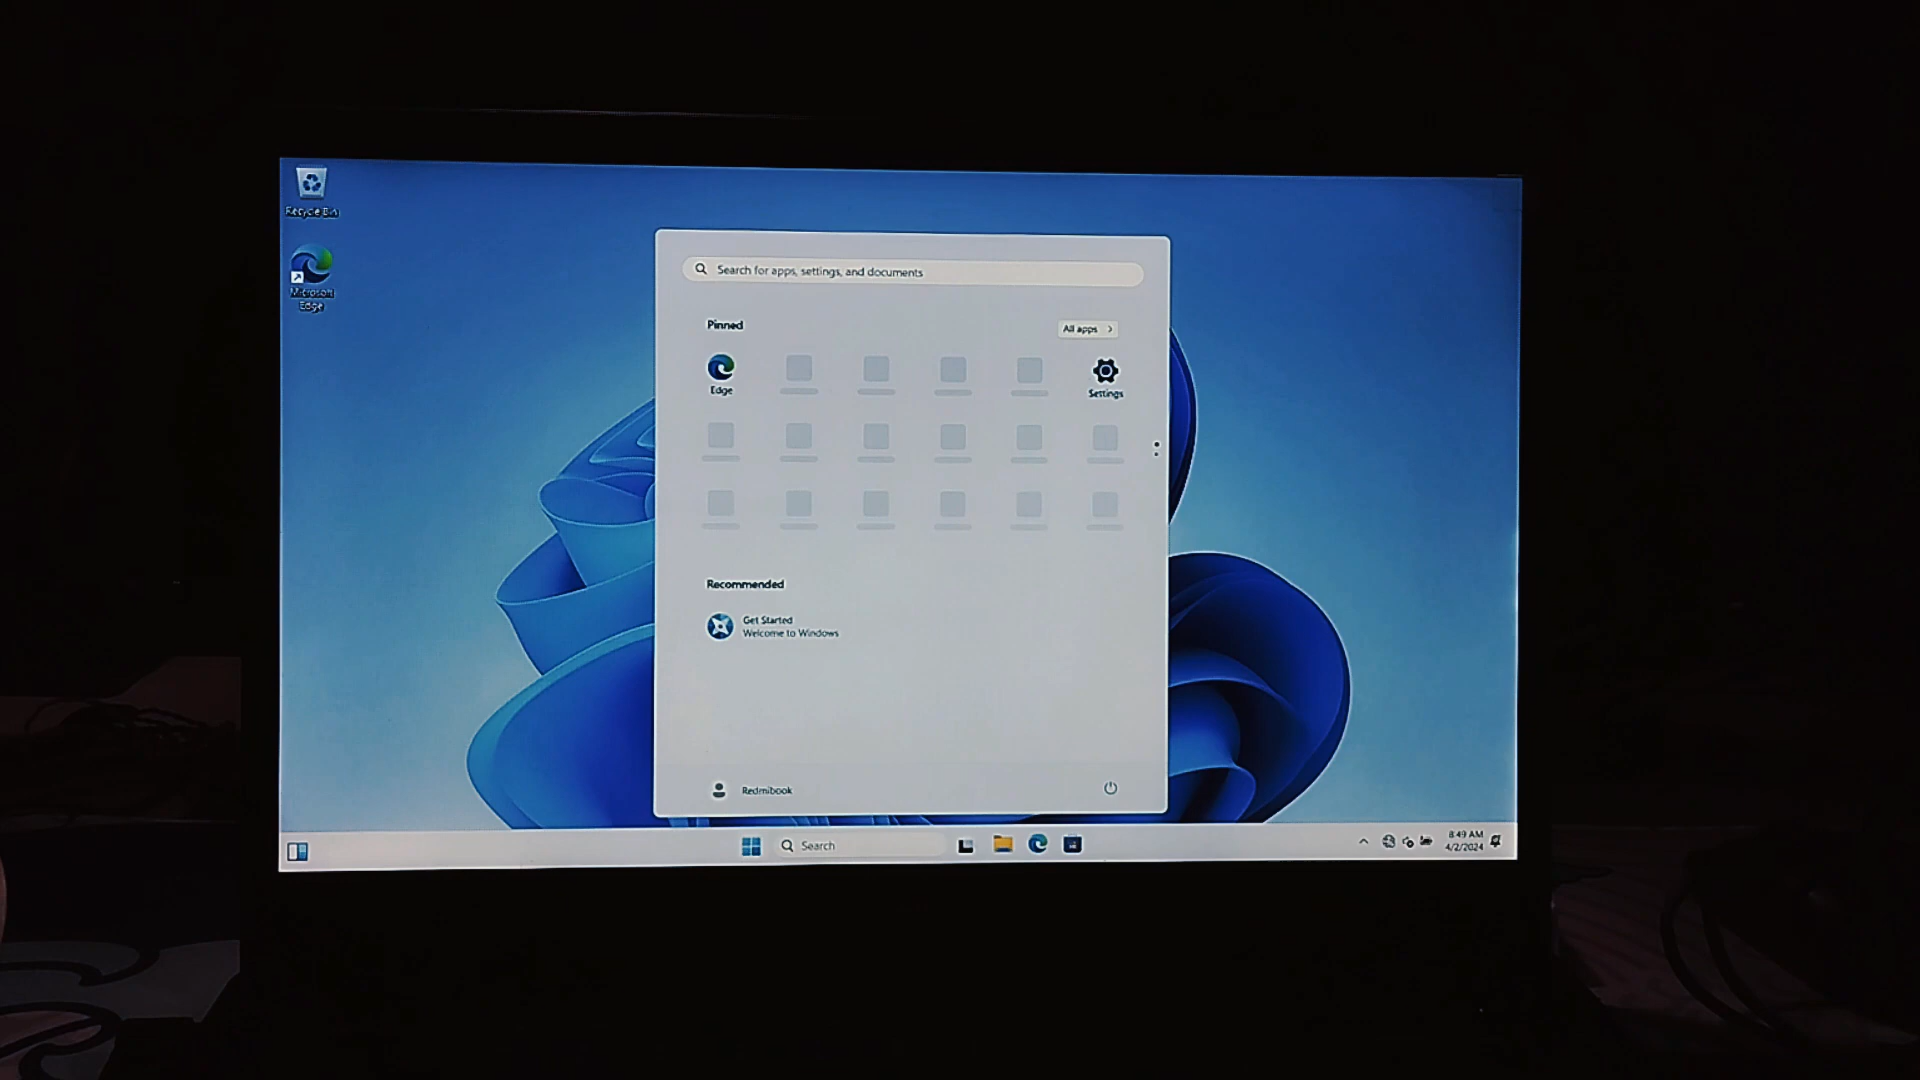 Recycle Bin
Microsoft
Edge
Search for apps, settings, and documents
Pinned
All apps
Edge
Settings
Recommended
Get Started
Welcome to Windows
Redmibook
Search
8:49 AM
4/2/2024